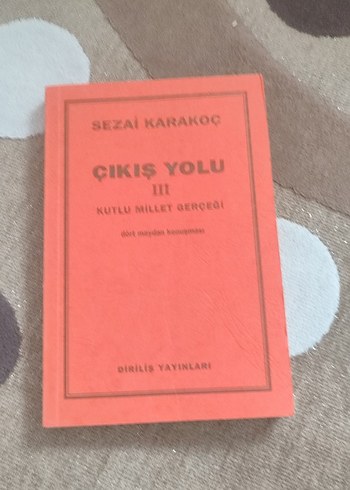 SEZAİ KARAKOÇ
ÇIKIŞ YOLU
III
KUTLU MİLLET GERÇEĞİ
dört meydan konuşması
DİRİLİŞ YAYINLARI